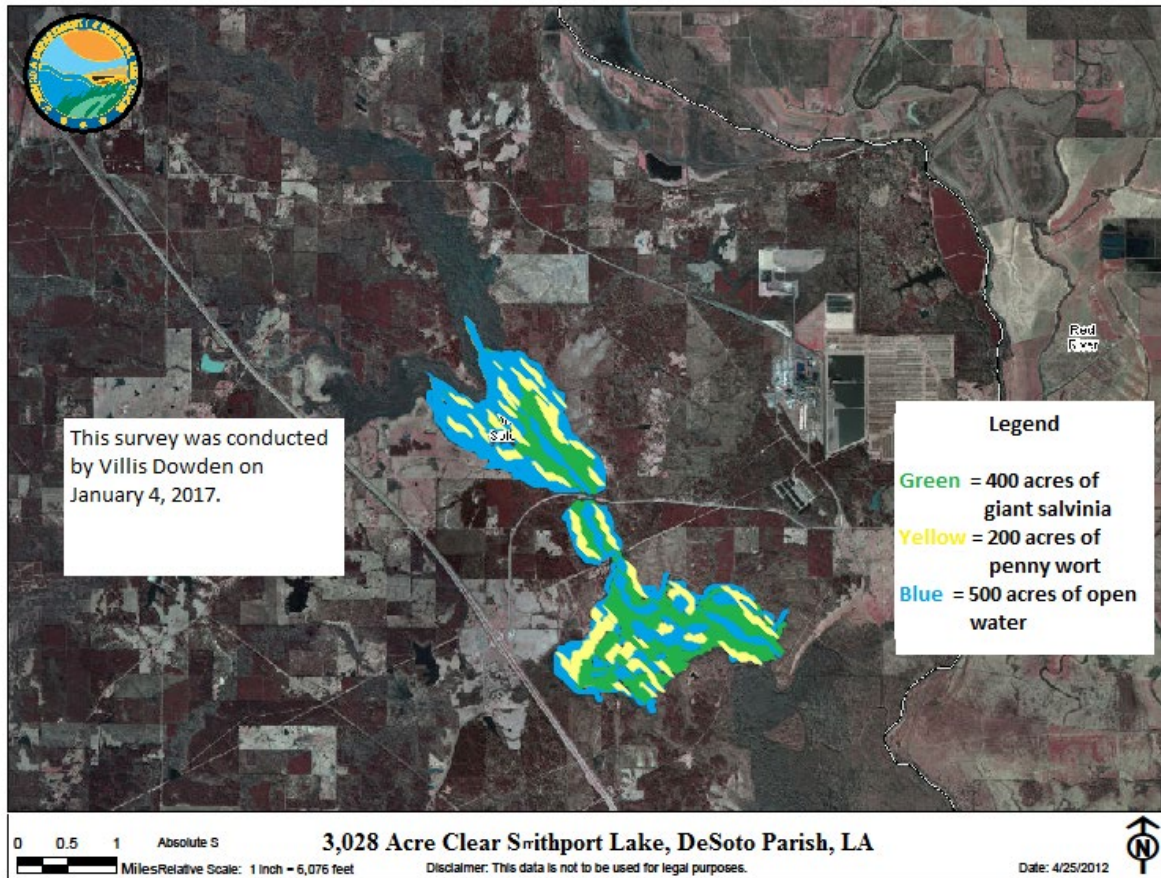 This survey was conducted
by Villis Dowden on
January 4, 2017.
Red
River
Legend
Green = 400 acres of
giant salvinia
Yellow = 200 acres of
penny wort
Blue = 500 acres of open
water
0 0.5 1 Absolute S
Miles Relative Scale: 1 inch = 6,076 feet
3,028 Acre Clear Smithport Lake, DeSoto Parish, LA
Disclaimer: This data is not to be used for legal purposes.
N
Date: 4/25/2012